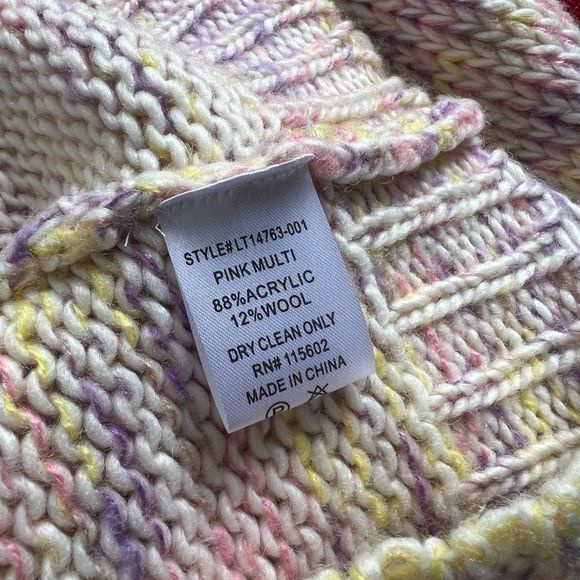 STYLE# LT14763-001
PINK MULTI
88%ACRYLIC
12%WOOL
DRY CLEAN ONLY
RN# 115602
MADE IN CHINA
Ⓟ